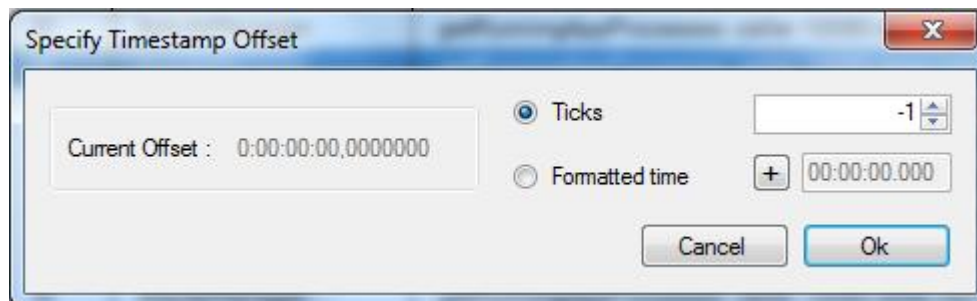 Specify Timestamp Offset
x
Current Offset : 0:00:00:00,0000000
Ticks -1
Formatted time + 00:00:00.000
Cancel Ok